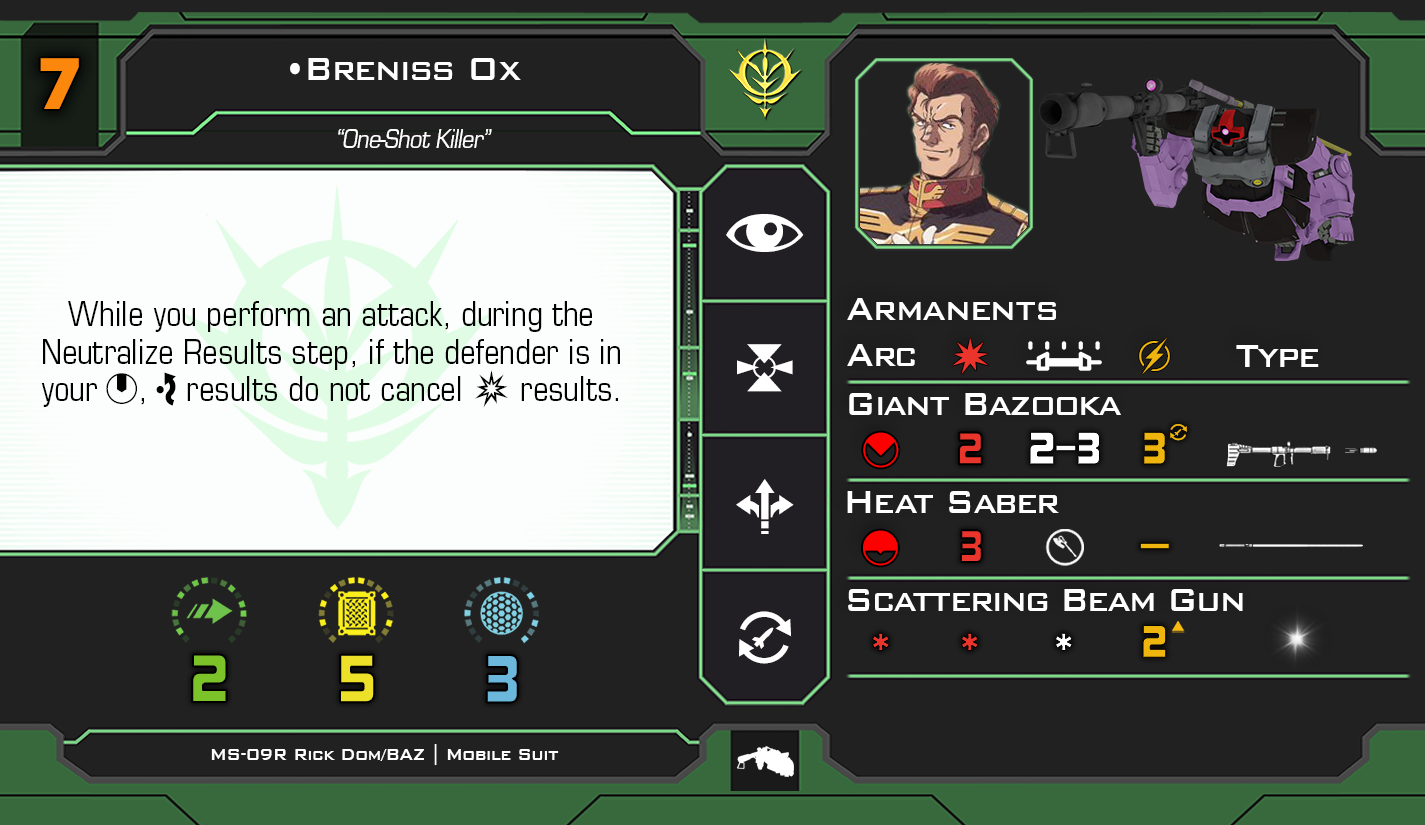 7
•Breniss Ox
“One-Shot Killer”
While you perform an attack, during the
Neutralize Results step, if the defender is in
your , results do not cancel results.
2 5 3
MS-09R Rick Dom/BAZ | Mobile Suit
Armanents
Arc Type
Giant Bazooka
2 2–3 3
Heat Saber
3 –
Scattering Beam Gun
* * * 2